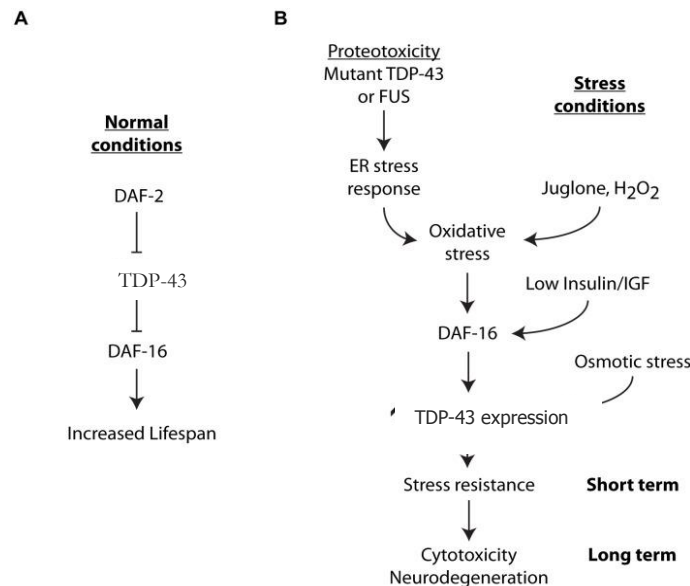 A
Normal
conditions
DAF-2
TDP-43
DAF-16
Increased Lifespan
B
Proteotoxicity
Mutant TDP-43
or FUS
Stress
conditions
ER stress
response
Juglone, H2O2
Oxidative
stress
Low Insulin/IGF
DAF-16
Osmotic stress
TDP-43 expression
Stress resistance
Short term
Cytotoxicity
Neurodegeneration
Long term